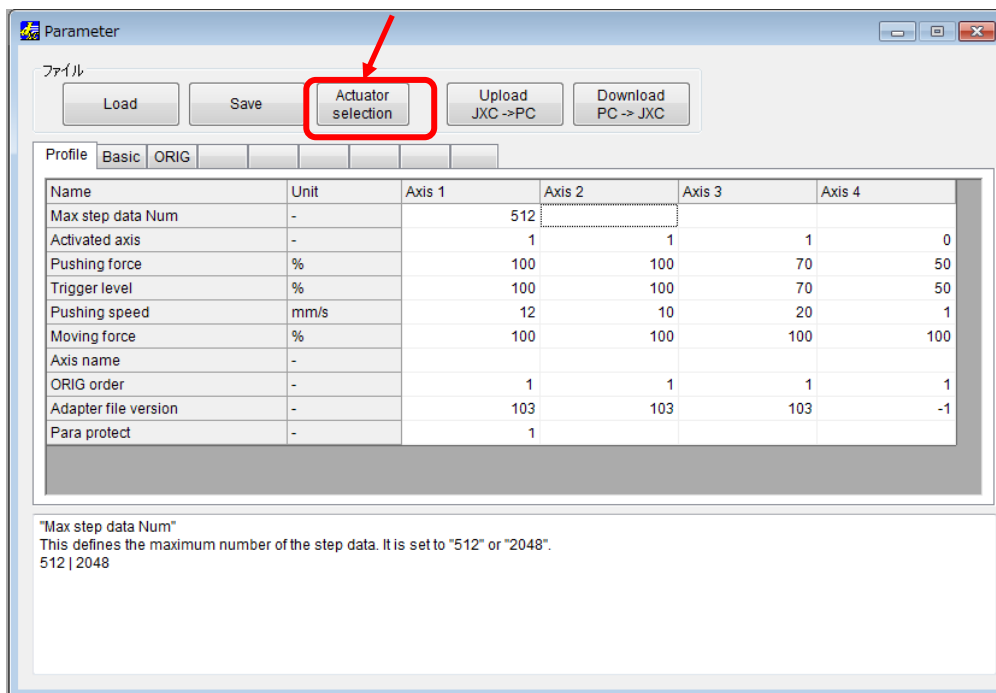 Parameter
ファイル
Load Save Actuator selection Upload JXC ->PC Download PC -> JXC
Profile Basic ORIG
Name Unit Axis 1 Axis 2 Axis 3 Axis 4
Max step data Num - 512
Activated axis - 1 1 1 0
Pushing force % 100 100 70 50
Trigger level % 100 100 70 50
Pushing speed mm/s 12 10 20 1
Moving force % 100 100 100 100
Axis name -
ORIG order - 1 1 1 1
Adapter file version - 103 103 103 -1
Para protect - 1
"Max step data Num"
This defines the maximum number of the step data. It is set to "512" or "2048".
512 | 2048